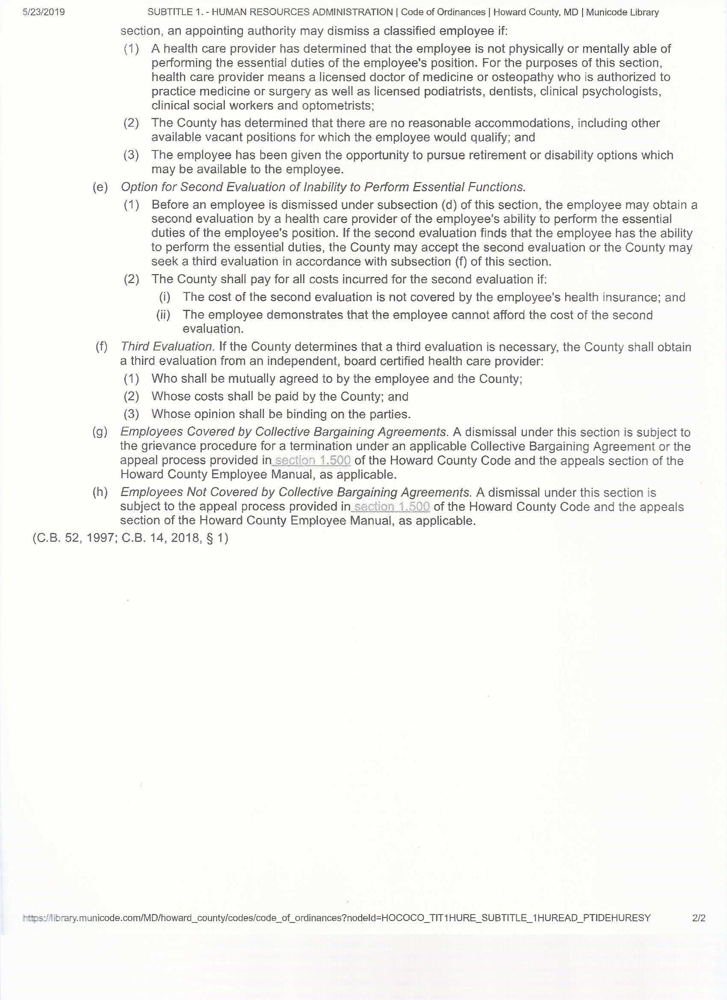 5/23/2019 SUBTITLE 1. - HUMAN RESOURCES ADMINISTRATION | Code of Ordinances | Howard County, MD | Municode Library
section, an appointing authority may dismiss a classified employee if:
(1) A health care provider has determined that the employee is not physically or mentally able of
performing the essential duties of the employee's position. For the purposes of this section,
health care provider means a licensed doctor of medicine or osteopathy who is authorized to
practice medicine or surgery as well as licensed podiatrists, dentists, clinical psychologists,
clinical social workers and optometrists;
(2) The County has determined that there are no reasonable accommodations, including other
available vacant positions for which the employee would qualify; and
(3) The employee has been given the opportunity to pursue retirement or disability options which
may be available to the employee.
(e) Option for Second Evaluation of Inability to Perform Essential Functions.
(1) Before an employee is dismissed under subsection (d) of this section, the employee may obtain a
second evaluation by a health care provider of the employee's ability to perform the essential
duties of the employee's position. If the second evaluation finds that the employee has the ability
to perform the essential duties, the County may accept the second evaluation or the County may
seek a third evaluation in accordance with subsection (f) of this section.
(2) The County shall pay for all costs incurred for the second evaluation if:
(i) The cost of the second evaluation is not covered by the employee's health insurance; and
(ii) The employee demonstrates that the employee cannot afford the cost of the second
evaluation.
(f) Third Evaluation. If the County determines that a third evaluation is necessary, the County shall obtain
a third evaluation from an independent, board certified health care provider:
(1) Who shall be mutually agreed to by the employee and the County;
(2) Whose costs shall be paid by the County; and
(3) Whose opinion shall be binding on the parties.
(g) Employees Covered by Collective Bargaining Agreements. A dismissal under this section is subject to
the grievance procedure for a termination under an applicable Collective Bargaining Agreement or the
appeal process provided in section 1.500 of the Howard County Code and the appeals section of the
Howard County Employee Manual, as applicable.
(h) Employees Not Covered by Collective Bargaining Agreements. A dismissal under this section is
subject to the appeal process provided in section 1.500 of the Howard County Code and the appeals
section of the Howard County Employee Manual, as applicable.
(C.B. 52, 1997; C.B. 14, 2018, § 1)
https://library.municode.com/MD/howard_county/codes/code_of_ordinances?nodeId=HOCOCO_TIT1HURE_SUBTITLE_1HUREAD_PTIDEHURESY 2/2